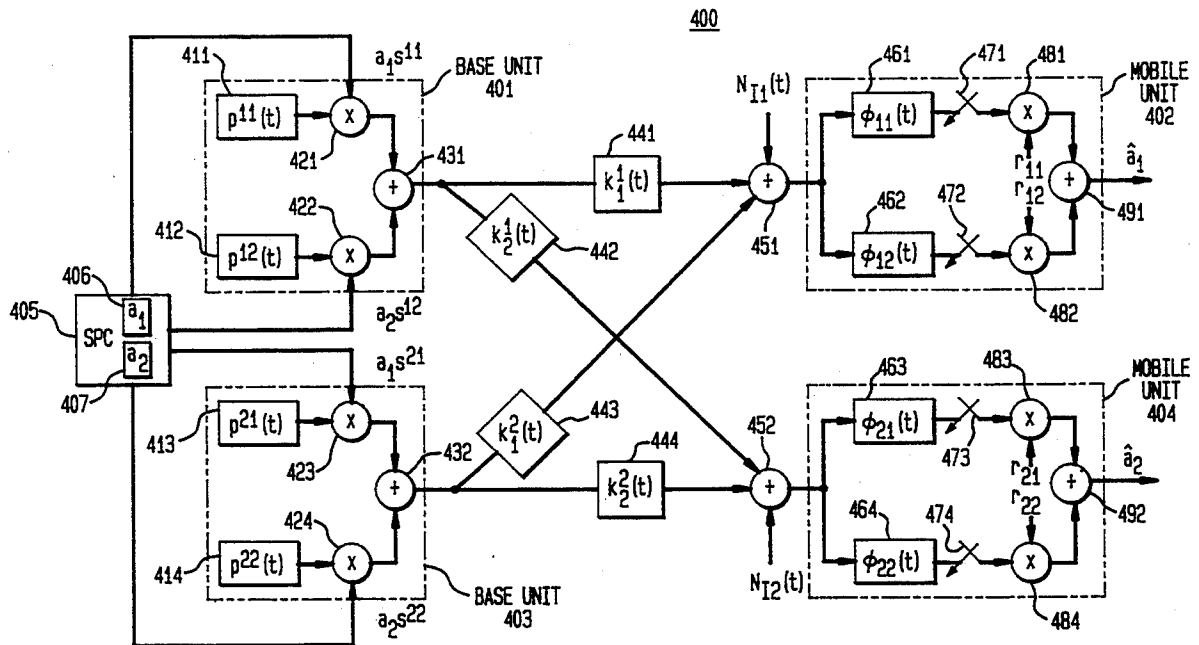 400
411
a₁s¹¹
BASE UNIT
401
p¹¹(t)
X
421
431
+
422
412
p¹²(t)
X
a₂s¹²
405
406
SPC
a₁
a₂
407
a₁s²¹
413
p²¹(t)
X
423
432
+
424
414
p²²(t)
X
a₂s²²
BASE UNIT
403
441
k₁¹(t)
k₂¹(t)
442
443
k₁²(t)
444
k₂²(t)
N_I1(t)
+
451
452
+
N_I2(t)
461
471
481
MOBILE
UNIT
402
ϕ₁₁(t)
X
r₁₁
r₁₂
462
472
ϕ₁₂(t)
X
482
+
491
â₁
463
483
MOBILE
UNIT
404
ϕ₂₁(t)
473
X
r₂₁
r₂₂
464
474
ϕ₂₂(t)
X
484
+
492
â₂